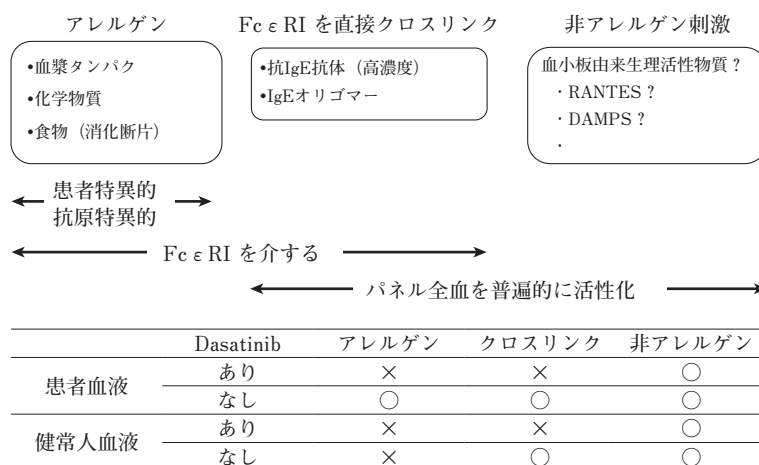 アレルゲン Fc ε RI を直接クロスリンク 非アレルゲン刺激
•血漿タンパク
•化学物質
•食物（消化断片）
•抗IgE抗体（高濃度）
•IgEオリゴマー
血小板由来生理活性物質？
・RANTES？
・DAMPS？
・
患者特異的
抗原特異的
Fc ε RI を介する
パネル全血を普遍的に活性化
Dasatinib アレルゲン クロスリンク 非アレルゲン
患者血液 あり × × ○
なし ○ ○ ○
健常人血液 あり × × ○
なし × ○ ○